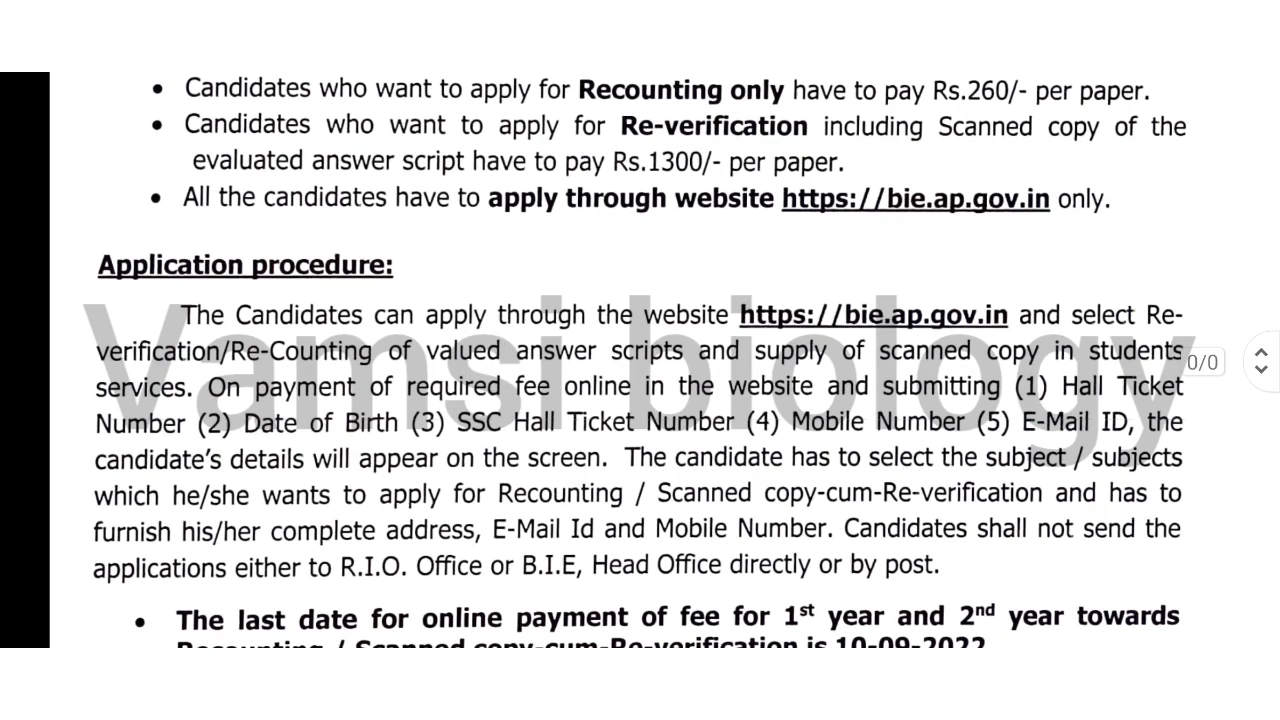 • Candidates who want to apply for Recounting only have to pay Rs.260/- per paper.
• Candidates who want to apply for Re-verification including Scanned copy of the
evaluated answer script have to pay Rs.1300/- per paper.
• All the candidates have to apply through website https://bie.ap.gov.in only.
Application procedure:
The Candidates can apply through the website https://bie.ap.gov.in and select Re-
verification/Re-Counting of valued answer scripts and supply of scanned copy in students
services. On payment of required fee online in the website and submitting (1) Hall Ticket
Number (2) Date of Birth (3) SSC Hall Ticket Number (4) Mobile Number (5) E-Mail ID, the
candidate's details will appear on the screen. The candidate has to select the subject / subjects
which he/she wants to apply for Recounting / Scanned copy-cum-Re-verification and has to
furnish his/her complete address, E-Mail Id and Mobile Number. Candidates shall not send the
applications either to R.I.O. Office or B.I.E, Head Office directly or by post.
• The last date for online payment of fee for 1st year and 2nd year towards
Recounting / Scanned copy-cum-Re-verification is 10-09-2022
Vamsi biology
0/0